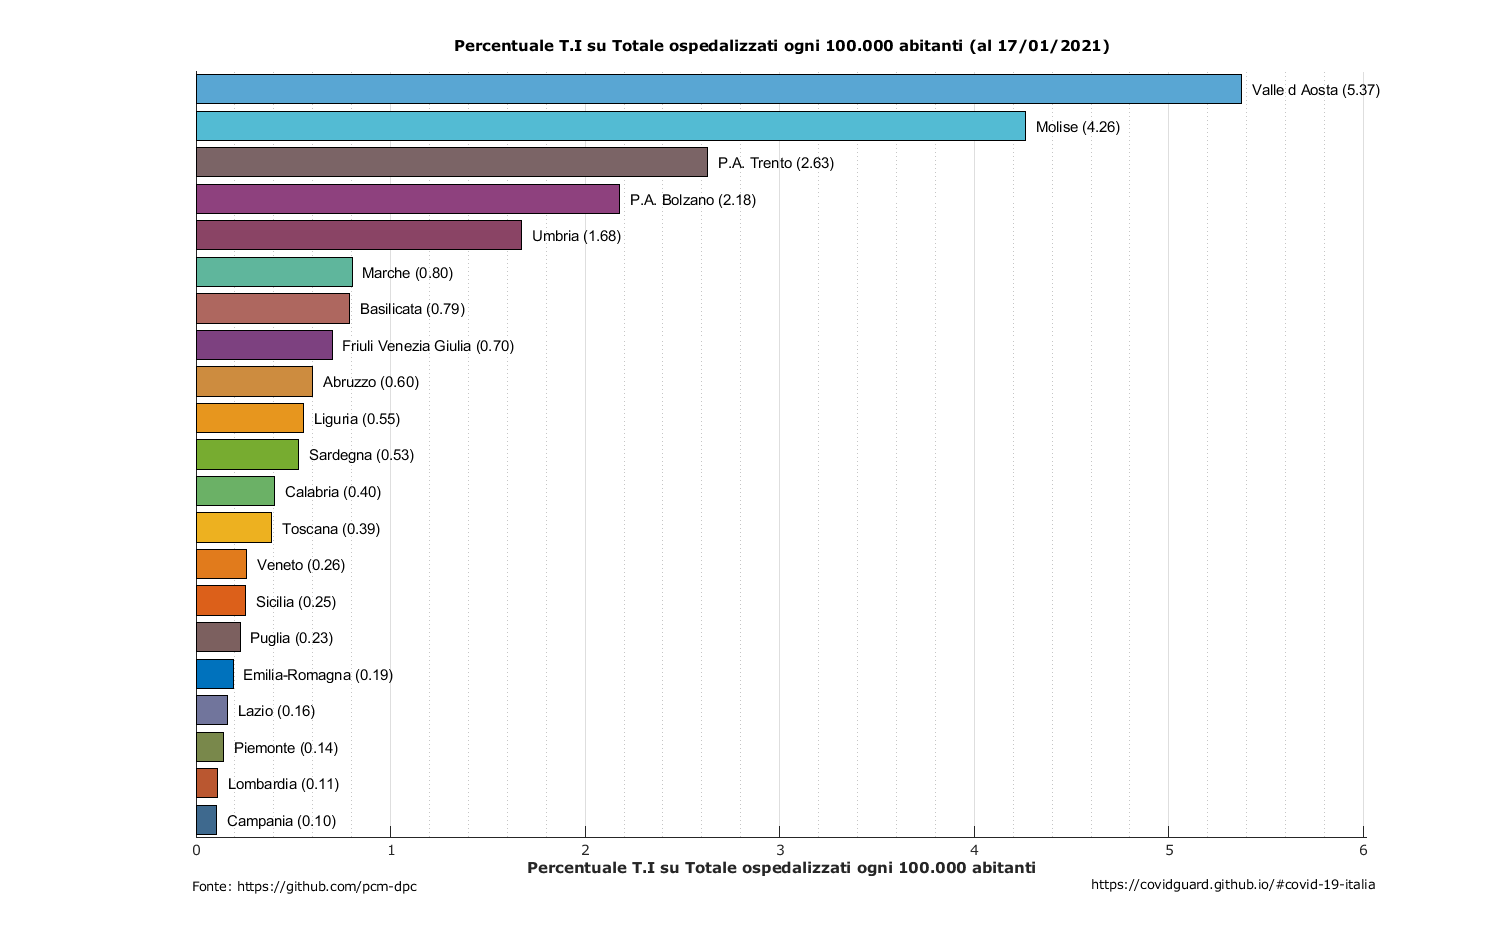 Percentuale T.I su Totale ospedalizzati ogni 100.000 abitanti (al 17/01/2021)
Valle d Aosta (5.37)
Molise (4.26)
P.A. Trento (2.63)
P.A. Bolzano (2.18)
Umbria (1.68)
Marche (0.80)
Basilicata (0.79)
Friuli Venezia Giulia (0.70)
Abruzzo (0.60)
Liguria (0.55)
Sardegna (0.53)
Calabria (0.40)
Toscana (0.39)
Veneto (0.26)
Sicilia (0.25)
Puglia (0.23)
Emilia-Romagna (0.19)
Lazio (0.16)
Piemonte (0.14)
Lombardia (0.11)
Campania (0.10)
0 1 2 3 4 5 6
Percentuale T.I su Totale ospedalizzati ogni 100.000 abitanti
Fonte: https://github.com/pcm-dpc
https://covidguard.github.io/#covid-19-italia